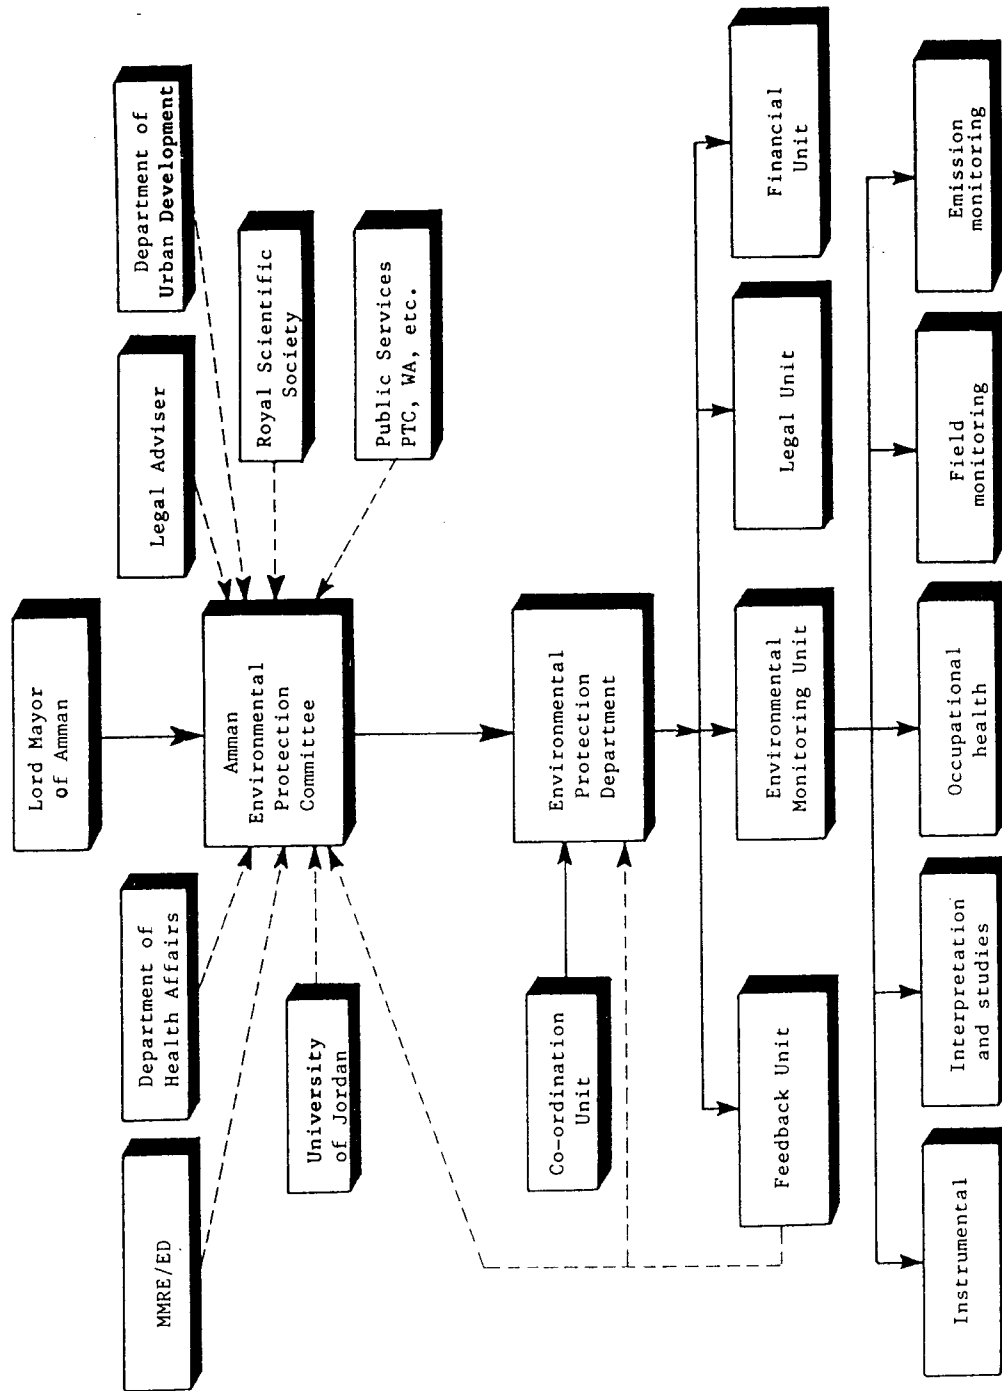 Lord Mayor
of Amman
MMRE/ED
Department of
Health Affairs
Legal Adviser
Department of
Urban Development
Amman
Environmental
Protection
Committee
University
of Jordan
Royal Scientific
Society
Public Services
PTC, WA, etc.
Co-ordination
Unit
Environmental
Protection
Department
Feedback Unit
Environmental
Monitoring Unit
Legal Unit
Financial
Unit
Instrumental
Interpretation
and studies
Occupational
health
Field
monitoring
Emission
monitoring